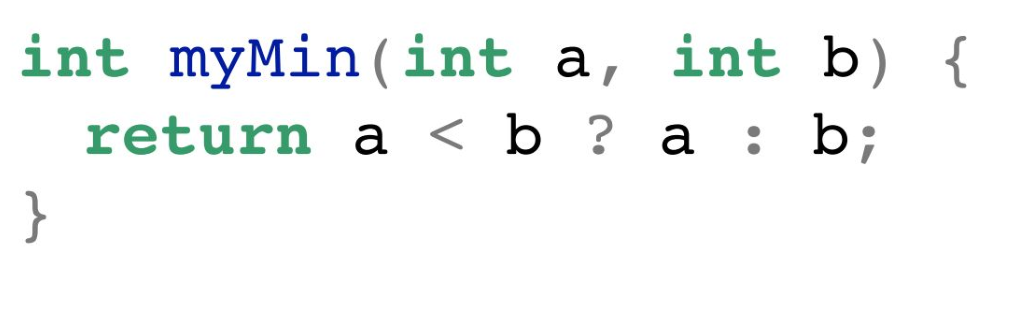 int myMin(int a, int b) {
  return a < b ? a : b;
}